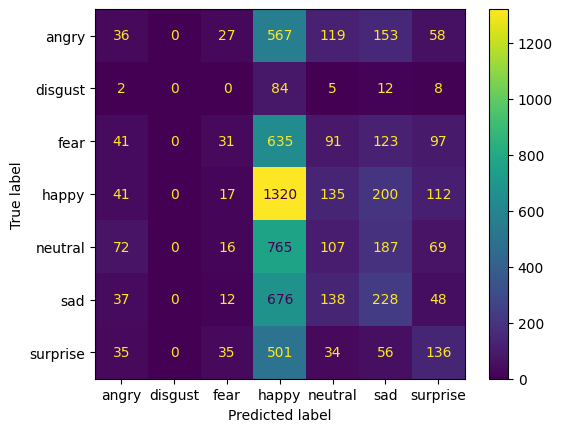 angry 36 0 27 567 119 153 58
disgust 2 0 0 84 5 12 8
fear 41 0 31 635 91 123 97
happy 41 0 17 1320 135 200 112
neutral 72 0 16 765 107 187 69
sad 37 0 12 676 138 228 48
surprise 35 0 35 501 34 56 136
angry disgust fear happy neutral sad surprise
Predicted label
True label
1200
1000
800
600
400
200
0